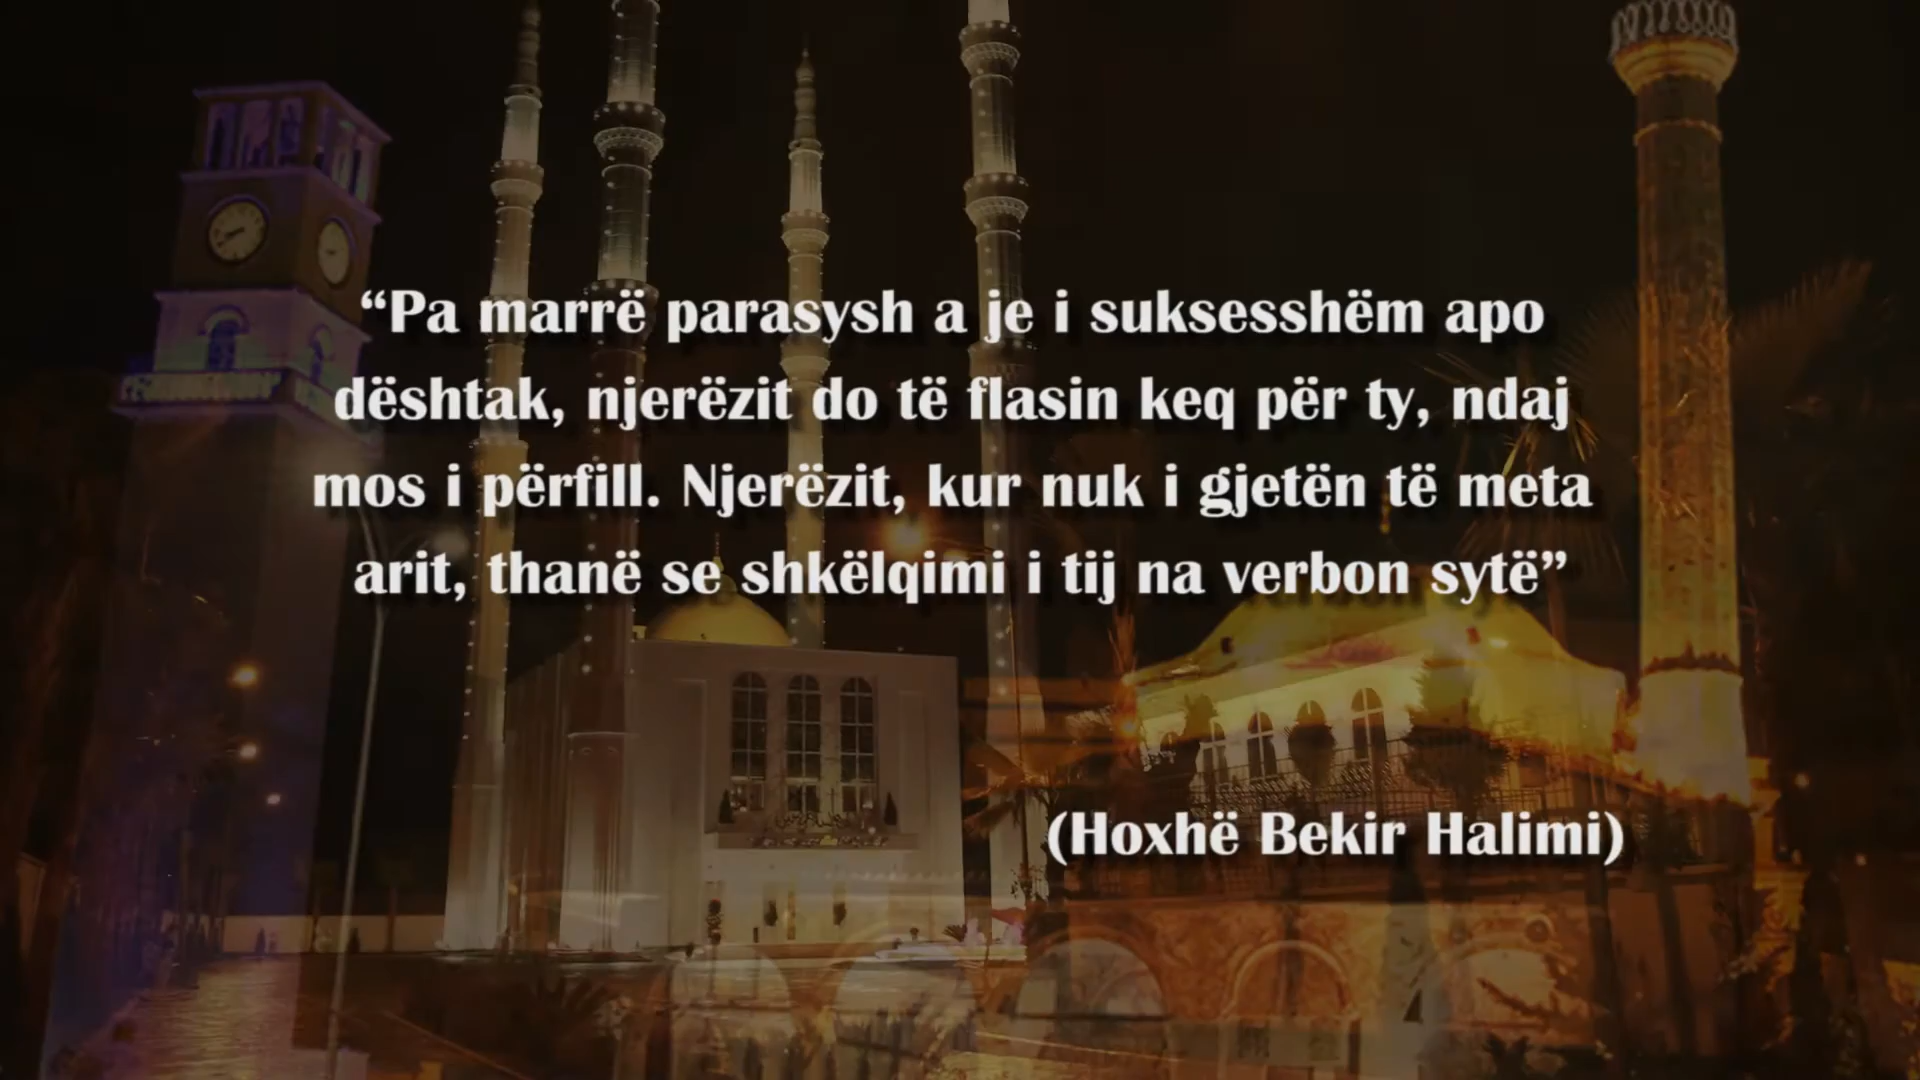 “Pa marrë parasysh a je i suksesshëm apo
dështak, njerëzit do të flasin keq për ty, ndaj
mos i përfill. Njerëzit, kur nuk i gjetën të meta
arit, thanë se shkëlqimi i tij na verbon sytë”
(Hoxhë Bekir Halimi)